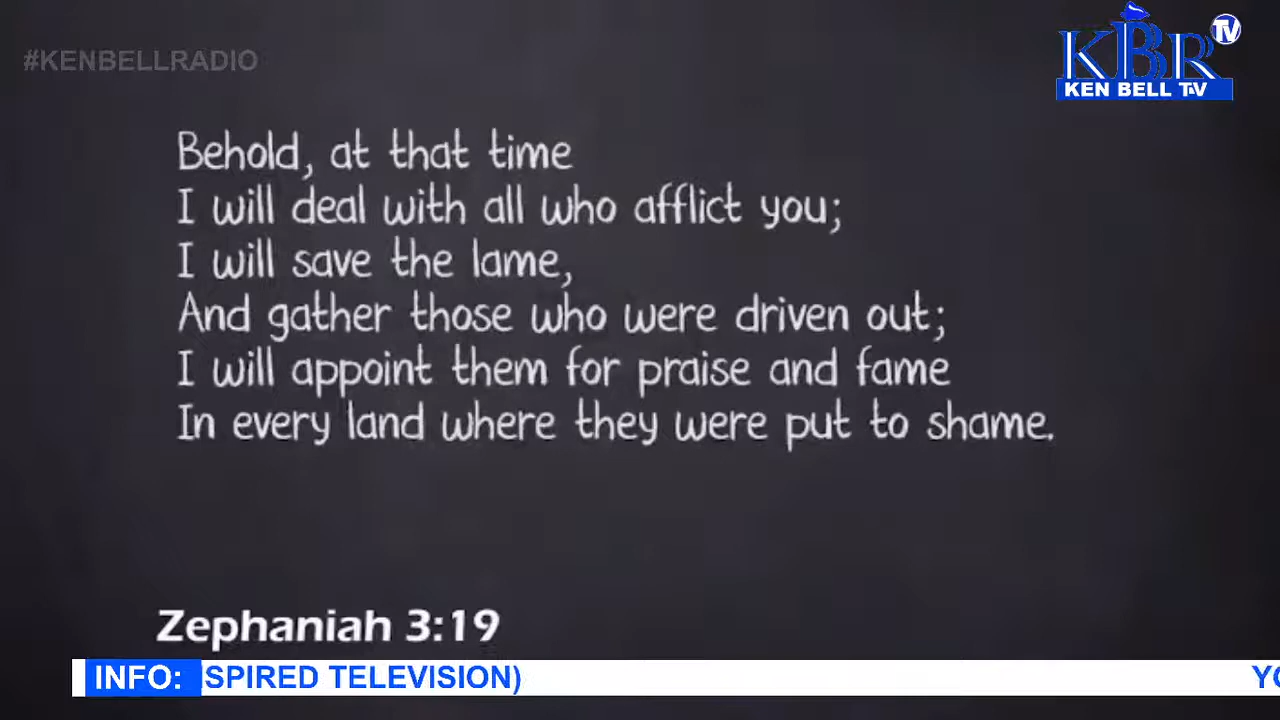 #KENBELLRADIO
KBR TV
KEN BELL TV
Behold, at that time
I will deal with all who afflict you;
I will save the lame,
And gather those who were driven out;
I will appoint them for praise and fame
In every land where they were put to shame.
Zephaniah 3:19
INFO: SPIRED TELEVISION)